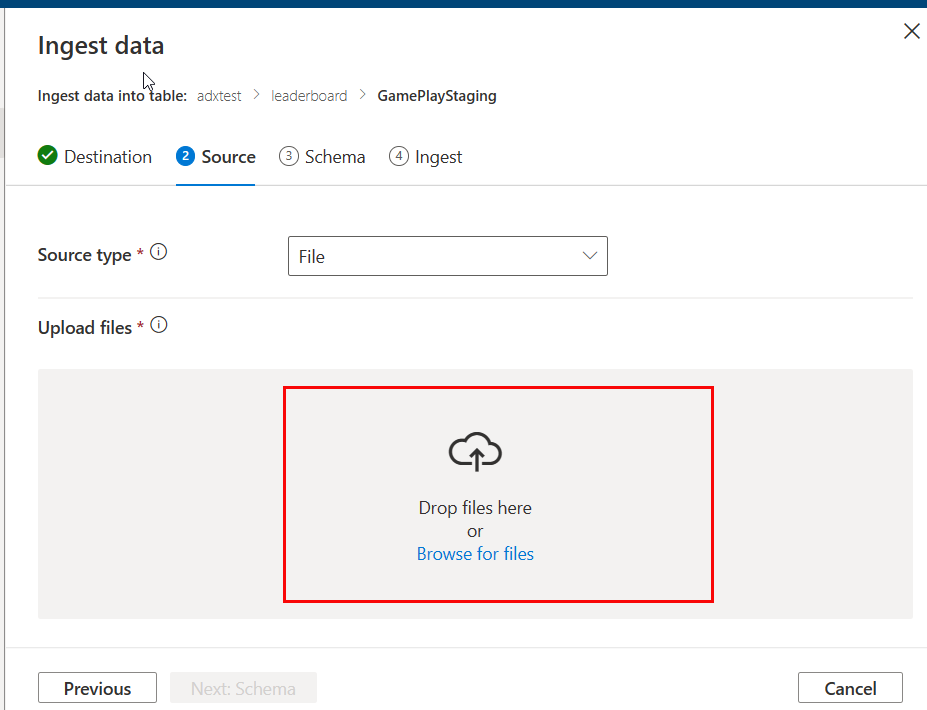 Ingest data
Ingest data into table: adxtest > leaderboard > GamePlayStaging
Destination 2 Source 3 Schema 4 Ingest
Source type * i File
Upload files * i
Drop files here
or
Browse for files
Previous Next: Schema Cancel